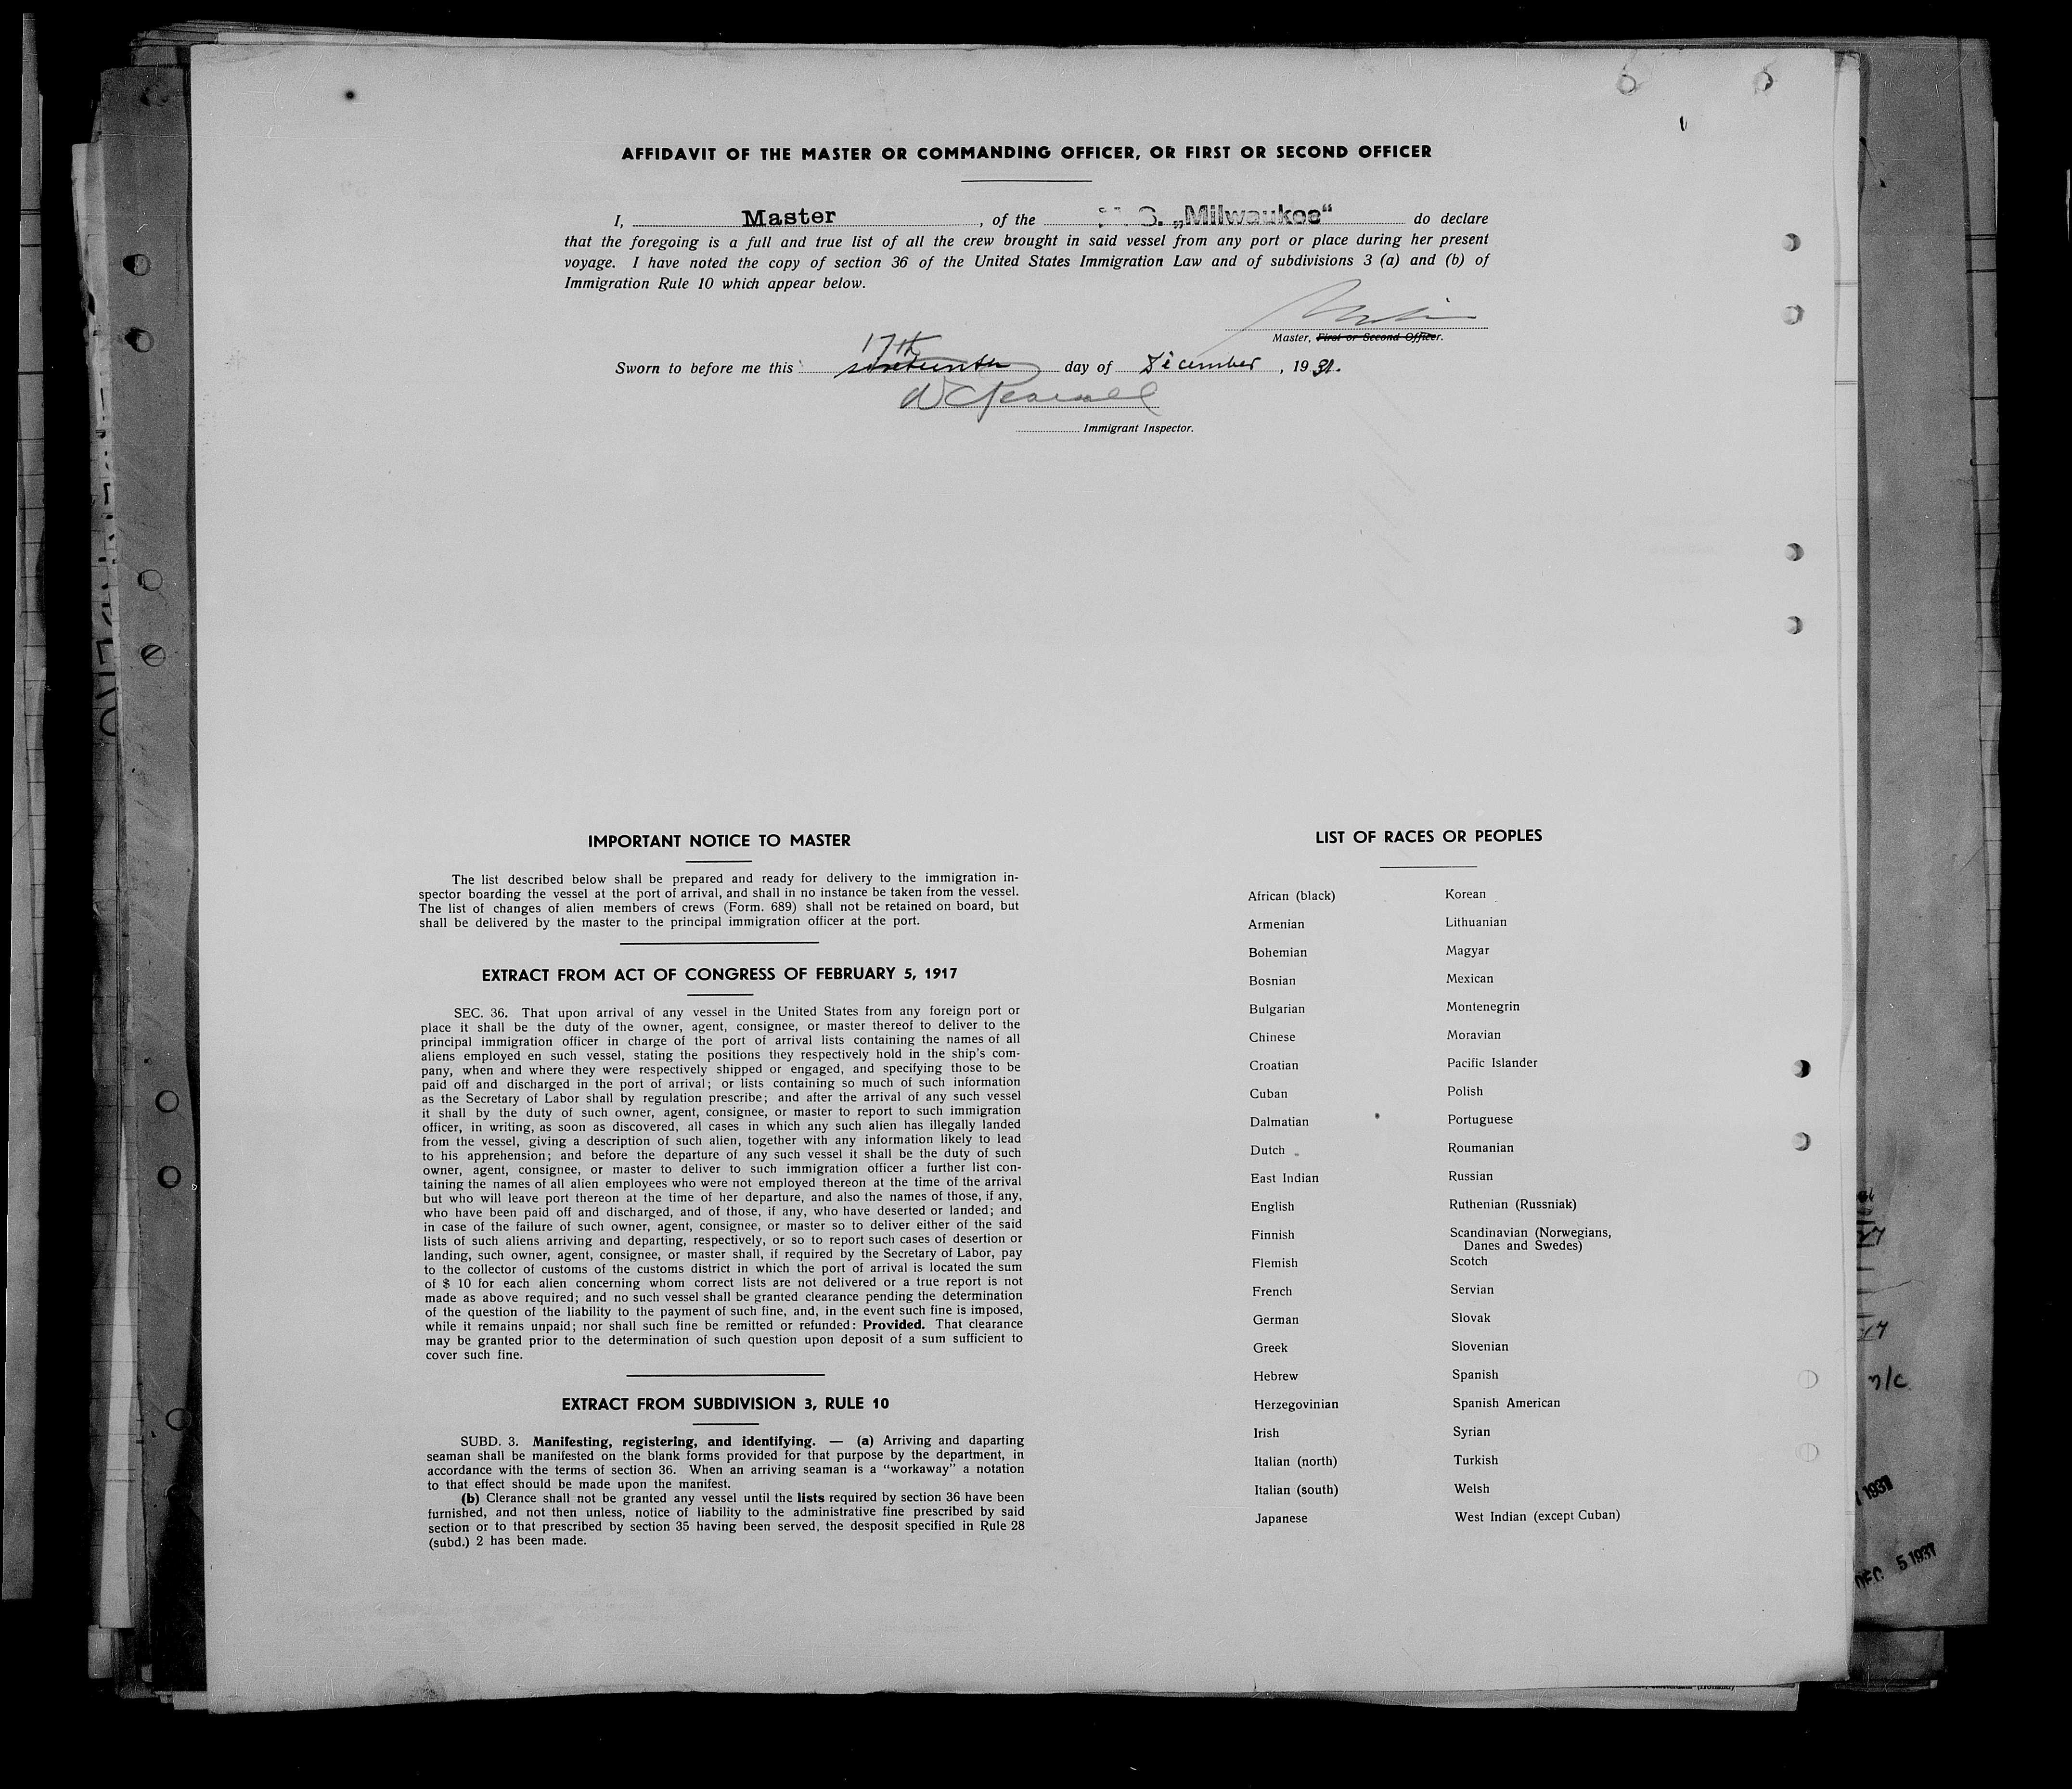 AFFIDAVIT OF THE MASTER OR COMMANDING OFFICER, OR FIRST OR SECOND OFFICER
I, Master, of the S. „Milwaukee“ do declare
that the foregoing is a full and true list of all the crew brought in said vessel from any port or place during her present
voyage. I have noted the copy of section 36 of the United States Immigration Law and of subdivisions 3 (a) and (b) of
Immigration Rule 10 which appear below.
Master, First or Second Officer.
17th
Sworn to before me this day of December, 1931.
Immigrant Inspector.
IMPORTANT NOTICE TO MASTER
The list described below shall be prepared and ready for delivery to the immigration in-
spector boarding the vessel at the port of arrival, and shall in no instance be taken from the vessel.
The list of changes of alien members of crews (Form. 689) shall not be retained on board, but
shall be delivered by the master to the principal immigration officer at the port.
EXTRACT FROM ACT OF CONGRESS OF FEBRUARY 5, 1917
SEC. 36. That upon arrival of any vessel in the United States from any foreign port or
place it shall be the duty of the owner, agent, consignee, or master thereof to deliver to the
principal immigration officer in charge of the port of arrival lists containing the names of all
aliens employed en such vessel, stating the positions they respectively hold in the ship's com-
pany, when and where they were respectively shipped or engaged, and specifying those to be
paid off and discharged in the port of arrival; or lists containing so much of such information
as the Secretary of Labor shall by regulation prescribe; and after the arrival of any such vessel
it shall by the duty of such owner, agent, consignee, or master to report to such immigration
officer, in writing, as soon as discovered, all cases in which any such alien has illegally landed
from the vessel, giving a description of such alien, together with any information likely to lead
to his apprehension; and before the departure of any such vessel it shall be the duty of such
owner, agent, consignee, or master to deliver to such immigration officer a further list con-
taining the names of all alien employees who were not employed thereon at the time of the arrival
but who will leave port thereon at the time of her departure, and also the names of those, if any,
who have been paid off and discharged, and of those, if any, who have deserted or landed; and
in case of the failure of such owner, agent, consignee, or master so to deliver either of the said
lists of such aliens arriving and departing, respectively, or so to report such cases of desertion or
landing, such owner, agent, consignee, or master shall, if required by the Secretary of Labor, pay
to the collector of customs of the customs district in which the port of arrival is located the sum
of $ 10 for each alien concerning whom correct lists are not delivered or a true report is not
made as above required; and no such vessel shall be granted clearance pending the determination
of the question of the liability to the payment of such fine, and, in the event such fine is imposed,
while it remains unpaid; nor shall such fine be remitted or refunded: Provided. That clearance
may be granted prior to the determination of such question upon deposit of a sum sufficient to
cover such fine.
EXTRACT FROM SUBDIVISION 3, RULE 10
SUBD. 3. Manifesting, registering, and identifying. — (a) Arriving and daparting
seaman shall be manifested on the blank forms provided for that purpose by the department, in
accordance with the terms of section 36. When an arriving seaman is a “workaway” a notation
to that effect should be made upon the manifest.
(b) Clerance shall not be granted any vessel until the lists required by section 36 have been
furnished, and not then unless, notice of liability to the administrative fine prescribed by said
section or to that prescribed by section 35 having been served, the desposit specified in Rule 28
(subd.) 2 has been made.
LIST OF RACES OR PEOPLES
African (black)
Armenian
Bohemian
Bosnian
Bulgarian
Chinese
Croatian
Cuban
Dalmatian
Dutch
East Indian
English
Finnish
Flemish
French
German
Greek
Hebrew
Herzegovinian
Irish
Italian (north)
Italian (south)
Japanese
Korean
Lithuanian
Magyar
Mexican
Montenegrin
Moravian
Pacific Islander
Polish
Portuguese
Roumanian
Russian
Ruthenian (Russniak)
Scandinavian (Norwegians,
Danes and Swedes)
Scotch
Servian
Slovak
Slovenian
Spanish
Spanish American
Syrian
Turkish
Welsh
West Indian (except Cuban)
n/c
1931
DEC 5 1931